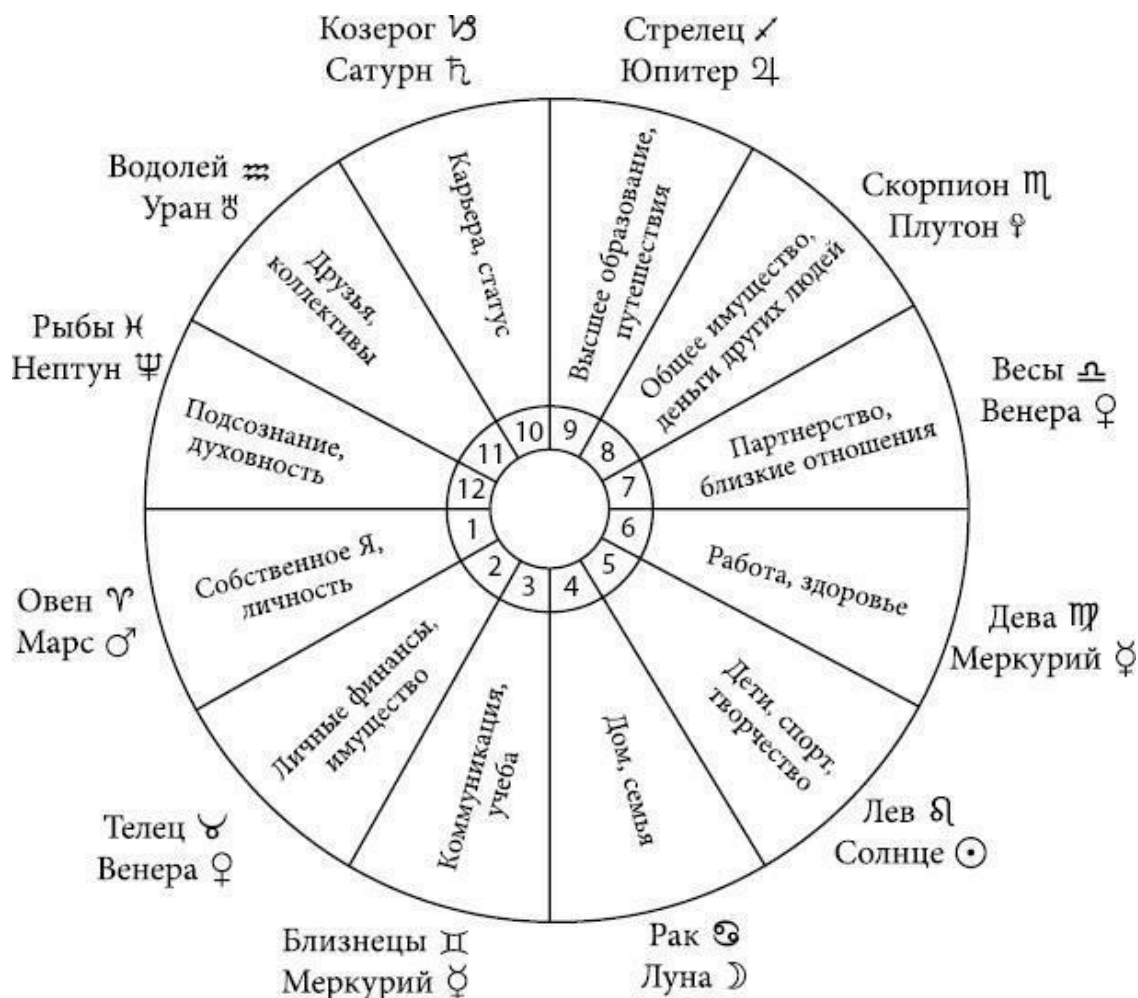 Козерог ♑
Сатурн ♄
Стрелец ♐
Юпитер ♃
Водолей ♒
Уран ♅
Скорпион ♏
Плутон ⚴
Рыбы ♓
Нептун ♆
Весы ♎
Венера ♀
Овен ♈
Марс ♂
Дева ♍
Меркурий ☿
Телец ♉
Венера ♀
Лев ♌
Солнце ☉
Близнецы ♊
Меркурий ☿
Рак ♋
Луна ☽
1
Собственное Я,
личность
2
Личные финансы,
имущество
3
Коммуникация,
учеба
4
Дом, семья
5
Дети, спорт,
творчество
6
Работа, здоровье
7
Партнерство,
близкие отношения
8
Общее имущество,
деньги других людей
9
Высшее образование,
путешествия
10
Карьера, статус
11
Друзья,
коллективы
12
Подсознание,
духовность